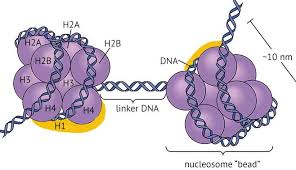 H2A
H2A
H2B
H2B
H3
H3
H4
H4
H1
linker DNA
DNA
~10 nm
nucleosome "bead"